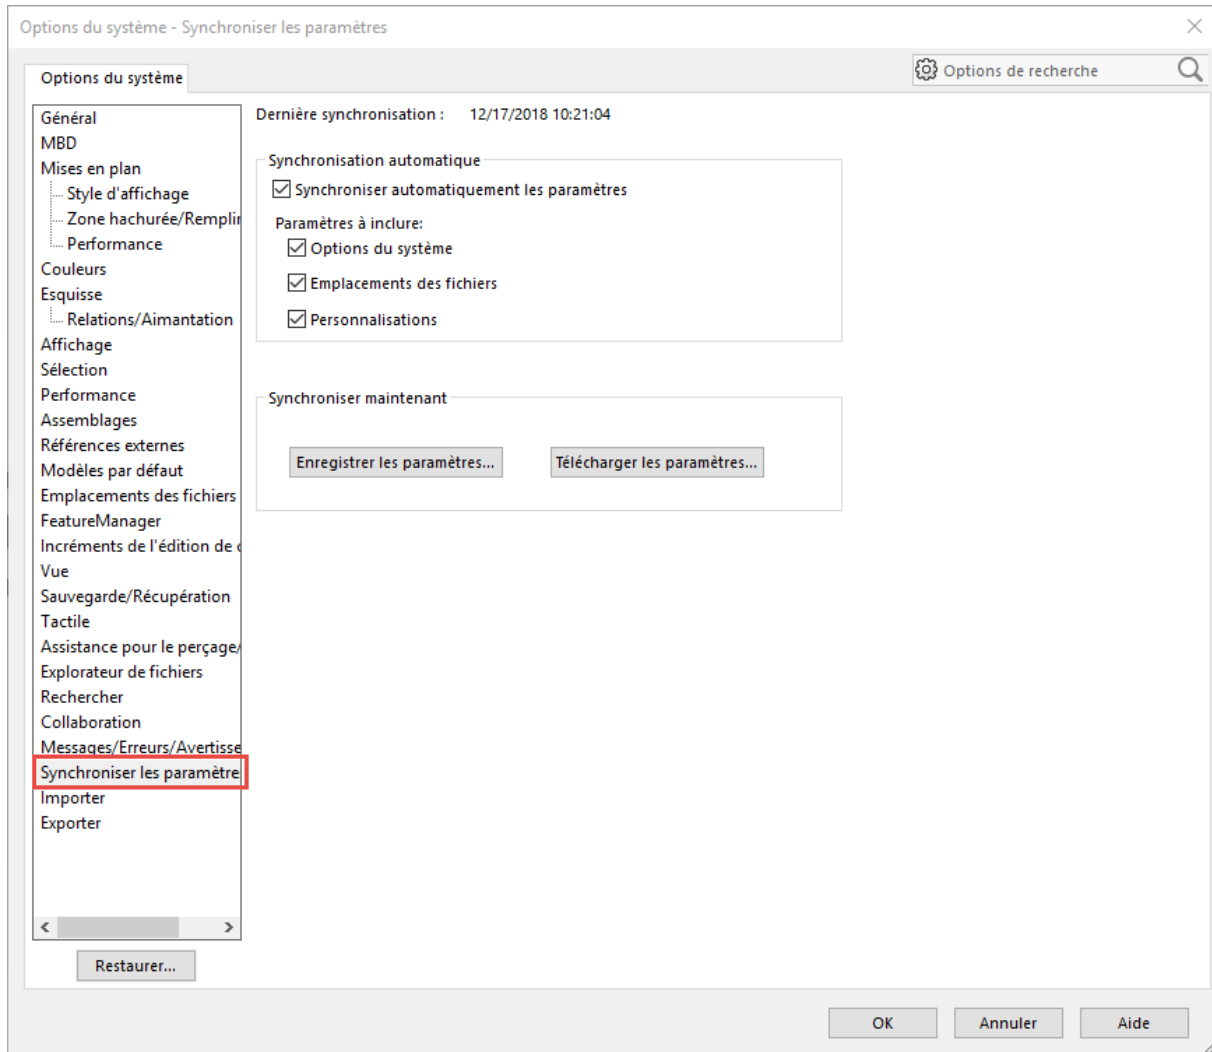 Options du système - Synchroniser les paramètres
Options du système
Options de recherche
Général
MBD
Mises en plan
Style d'affichage
Zone hachurée/Remplir
Performance
Couleurs
Esquisse
Relations/Aimantation
Affichage
Sélection
Performance
Assemblages
Références externes
Modèles par défaut
Emplacements des fichiers
FeatureManager
Incréments de l'édition de
Vue
Sauvegarde/Récupération
Tactile
Assistance pour le perçage/
Explorateur de fichiers
Rechercher
Collaboration
Messages/Erreurs/Avertisse
Synchroniser les paramètre
Importer
Exporter
Restaurer...
Dernière synchronisation : 12/17/2018 10:21:04
Synchronisation automatique
Synchroniser automatiquement les paramètres
Paramètres à inclure:
Options du système
Emplacements des fichiers
Personnalisations
Synchroniser maintenant
Enregistrer les paramètres... Télécharger les paramètres...
OK Annuler Aide